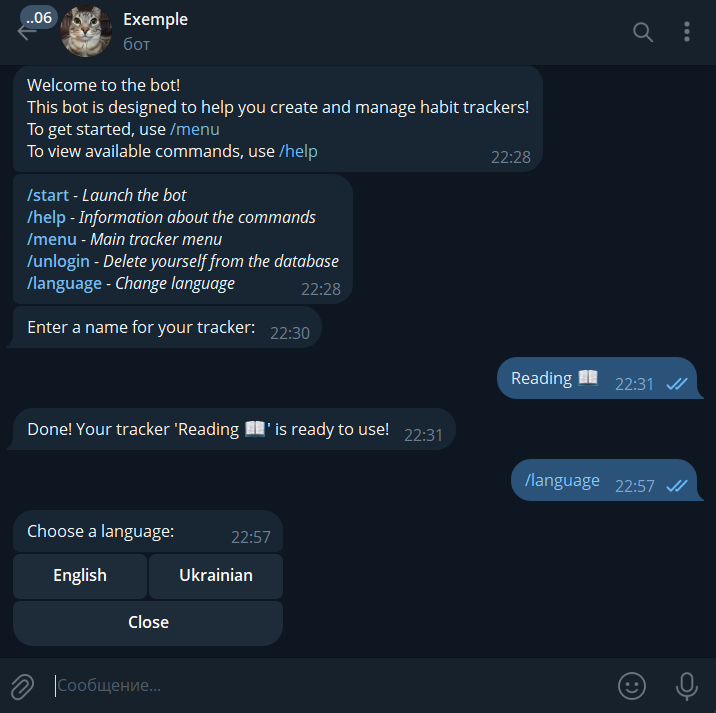 ..06
Exemple
бот
Welcome to the bot!
This bot is designed to help you create and manage habit trackers!
To get started, use /menu
To view available commands, use /help
22:28
/start - Launch the bot
/help - Information about the commands
/menu - Main tracker menu
/unlogin - Delete yourself from the database
/language - Change language
22:28
Enter a name for your tracker: 22:30
Reading 📖 22:31
Done! Your tracker 'Reading 📖' is ready to use! 22:31
/language 22:57
Choose a language: 22:57
English Ukrainian
Close
Сообщение...